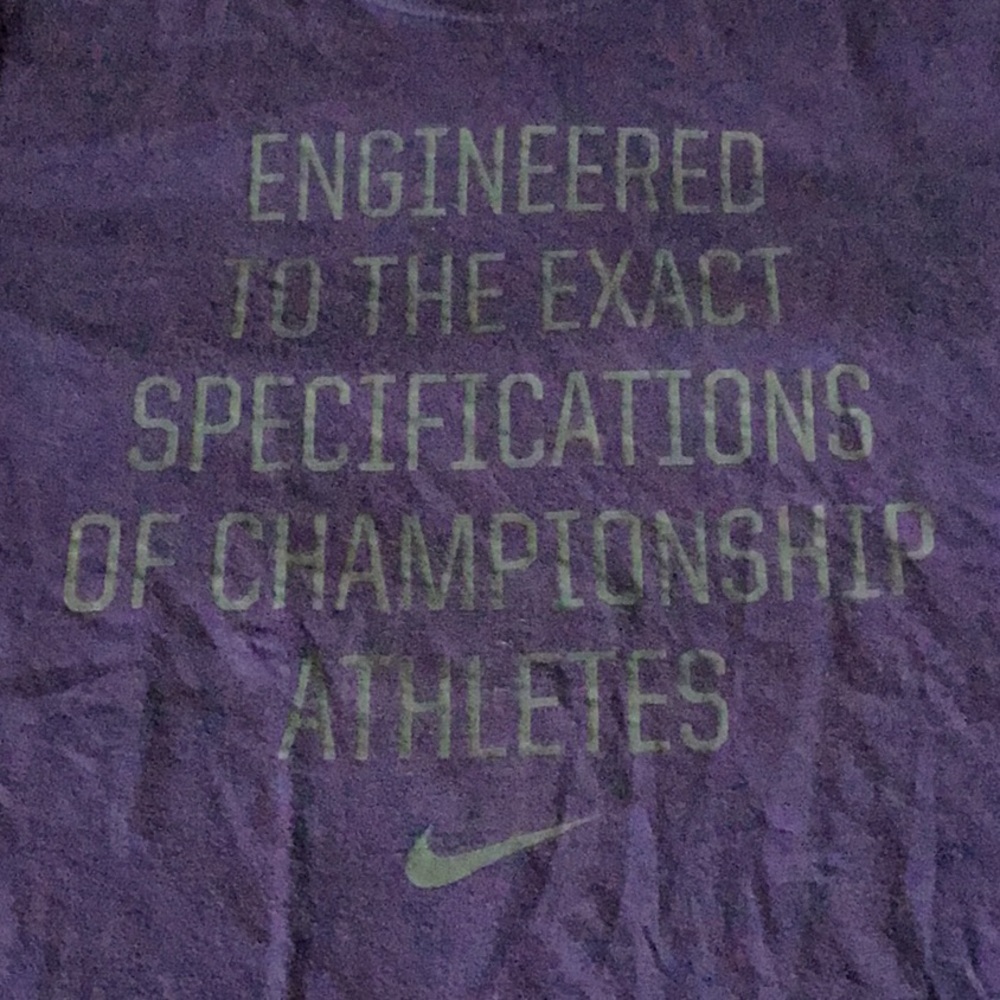 ENGINEERED
TO THE EXACT
SPECIFICATIONS
OF CHAMPIONSHIP
ATHLETES